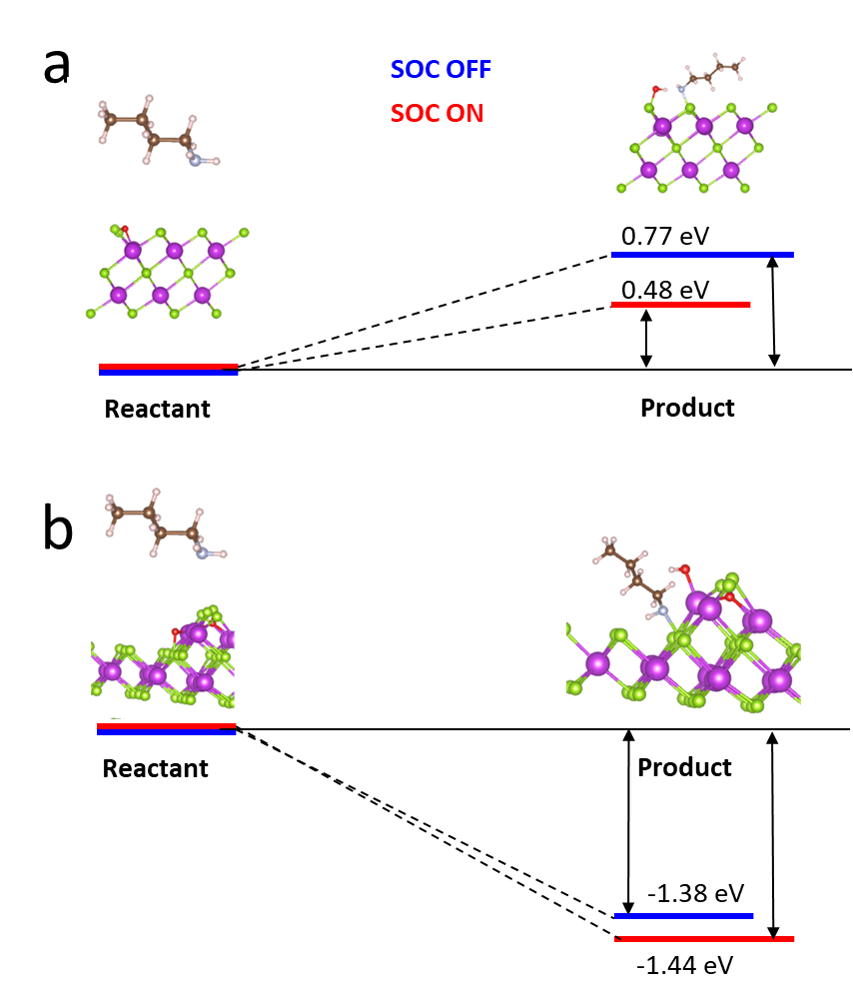 a
SOC OFF
SOC ON
0.77 eV
0.48 eV
Reactant
Product
b
Reactant
Product
-1.38 eV
-1.44 eV